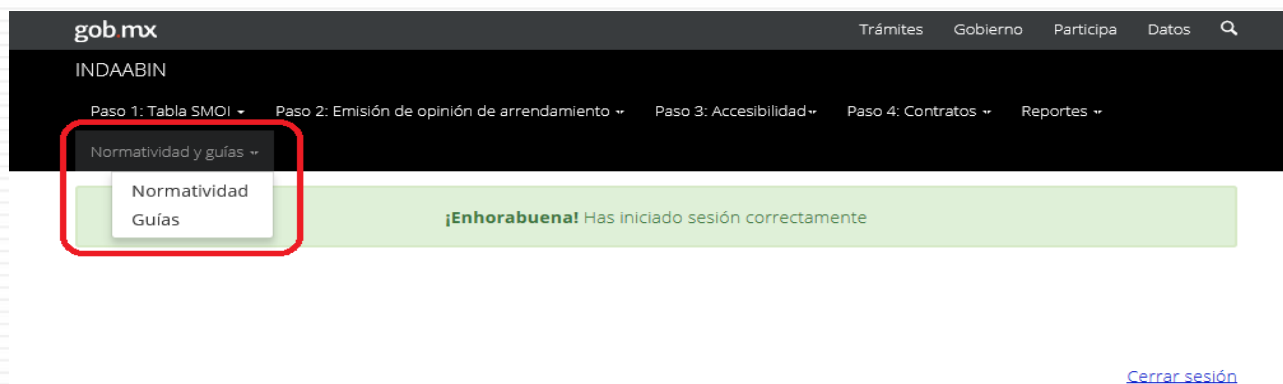 gob.mx Trámites Gobierno Participa Datos
INDAABIN
Paso 1: Tabla SMOI Paso 2: Emisión de opinión de arrendamiento Paso 3: Accesibilidad Paso 4: Contratos Reportes
Normatividad y guías
Normatividad
Guías
¡Enhorabuena! Has iniciado sesión correctamente
Cerrar sesión